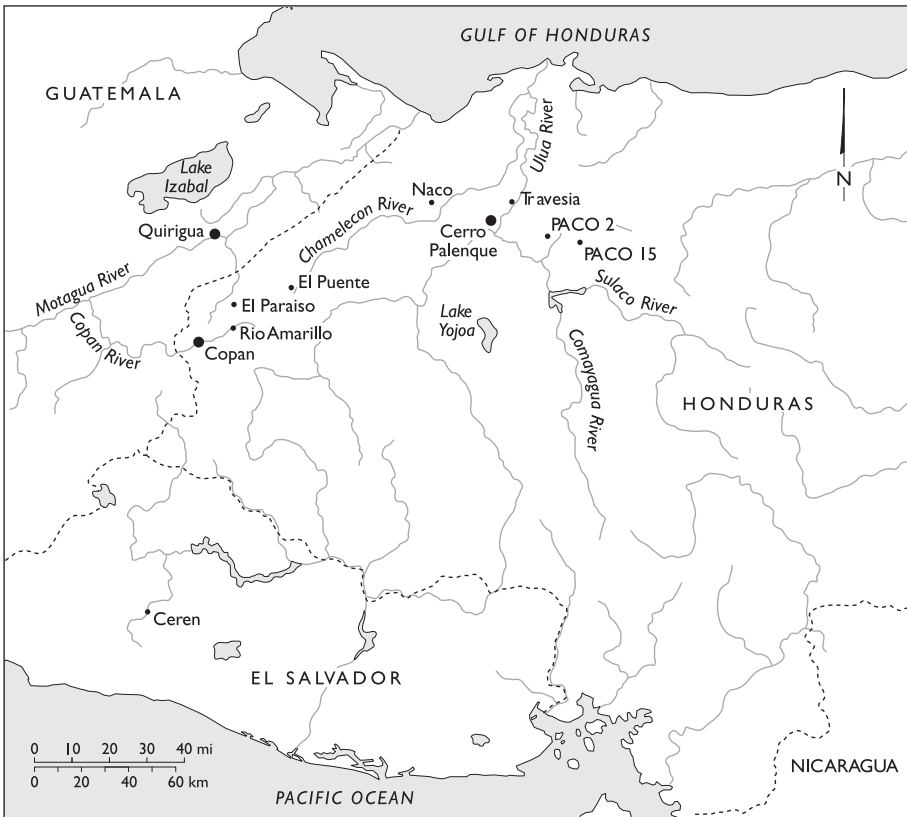 GULF OF HONDURAS
GUATEMALA
Ulua River
Lake
Izabal
N
Naco
Travesia
Chamelecon River
Quirigua
Cerro
Palenque
PACO 2
PACO 15
Motagua River
El Puente
Sulaco River
El Paraiso
Lake
Yojoa
Copan River
Rio Amarillo
Copan
Comayagua River
HONDURAS
Ceren
EL SALVADOR
0 10 20 30 40 mi
0 20 40 60 km
NICARAGUA
PACIFIC OCEAN